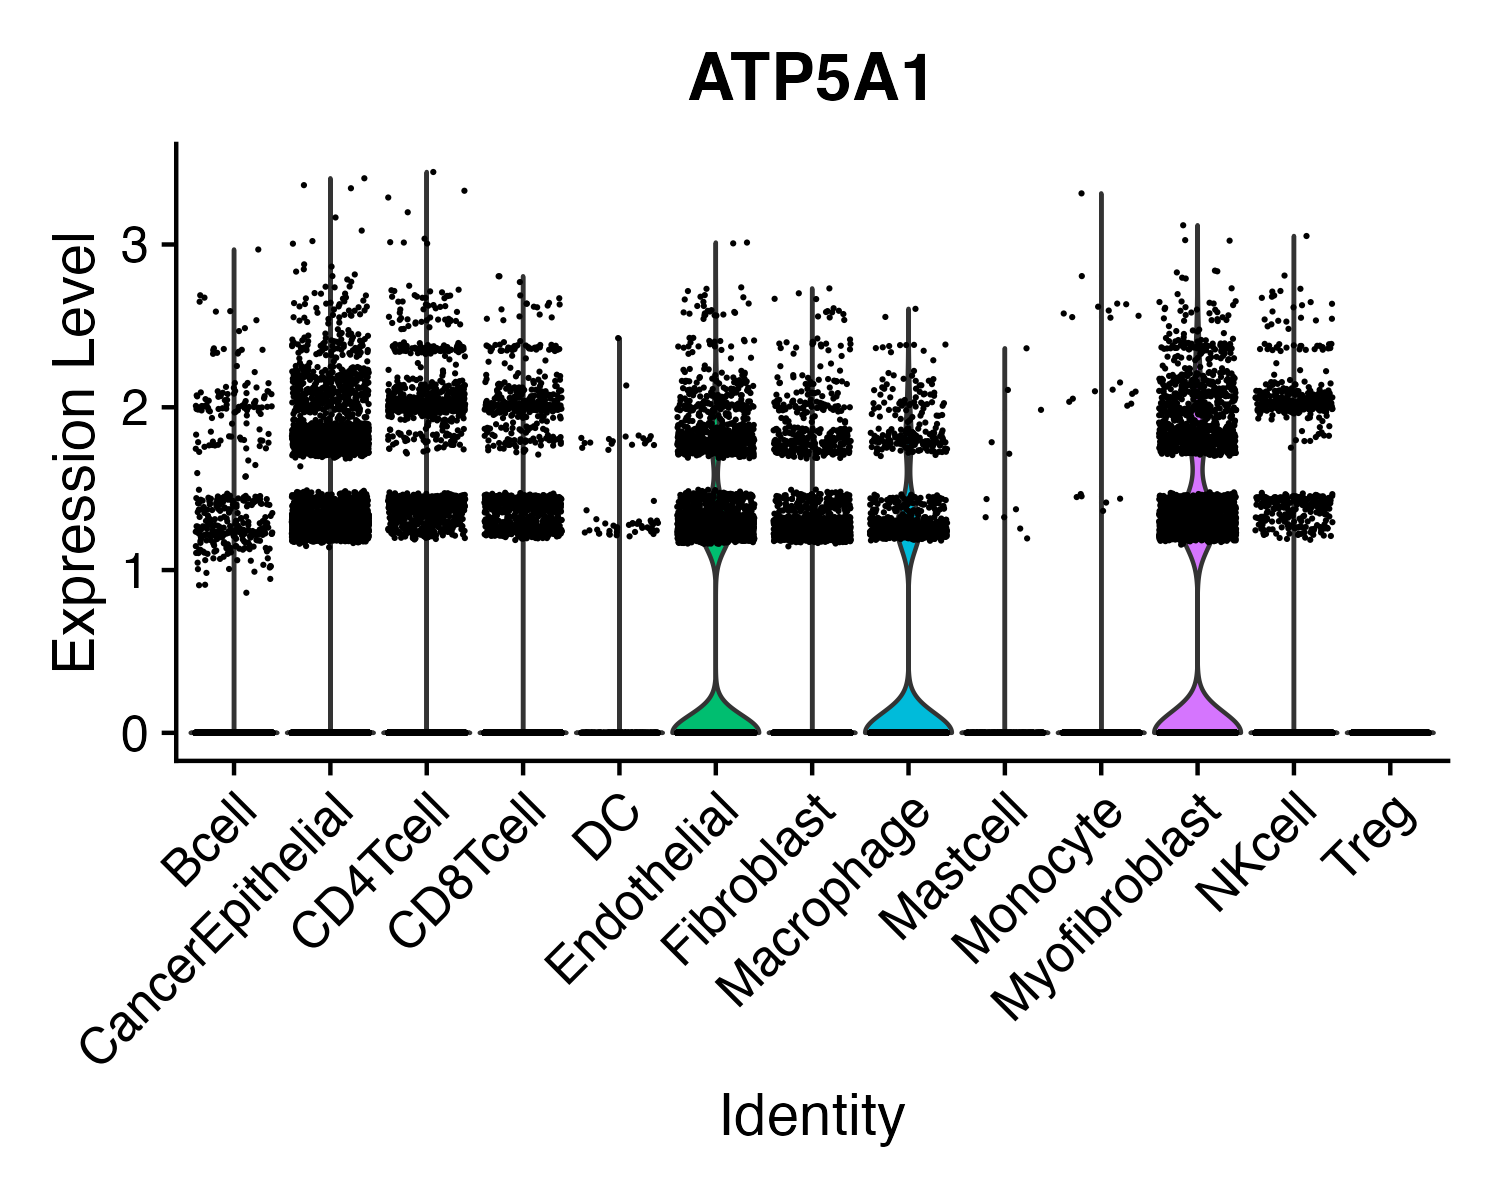 ATP5A1
Expression Level
3
2
1
0
Bcell
CancerEpithelial
CD4Tcell
CD8Tcell
DC
Endothelial
Fibroblast
Macrophage
Mastcell
Monocyte
Myofibroblast
NKcell
Treg
Identity